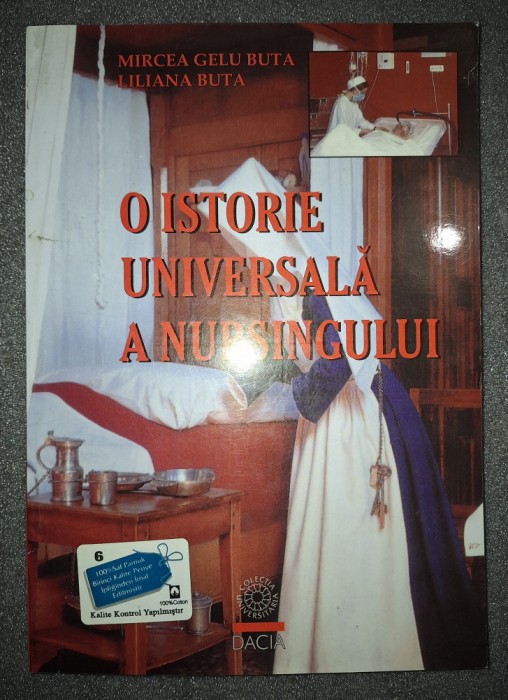 MIRCEA GELU BUTA
LILIANA BUTA
O ISTORIE
UNIVERSALĂ
A NURSINGULUI
6
100% Saf Pamuk
Birinci Kalite Penye
İpliğinden İmal
Edilmiştir
100%Cotton
Kalite Kontrol Yapılmıştır
COLECŢIA UNIVERSITARIA
DACIA